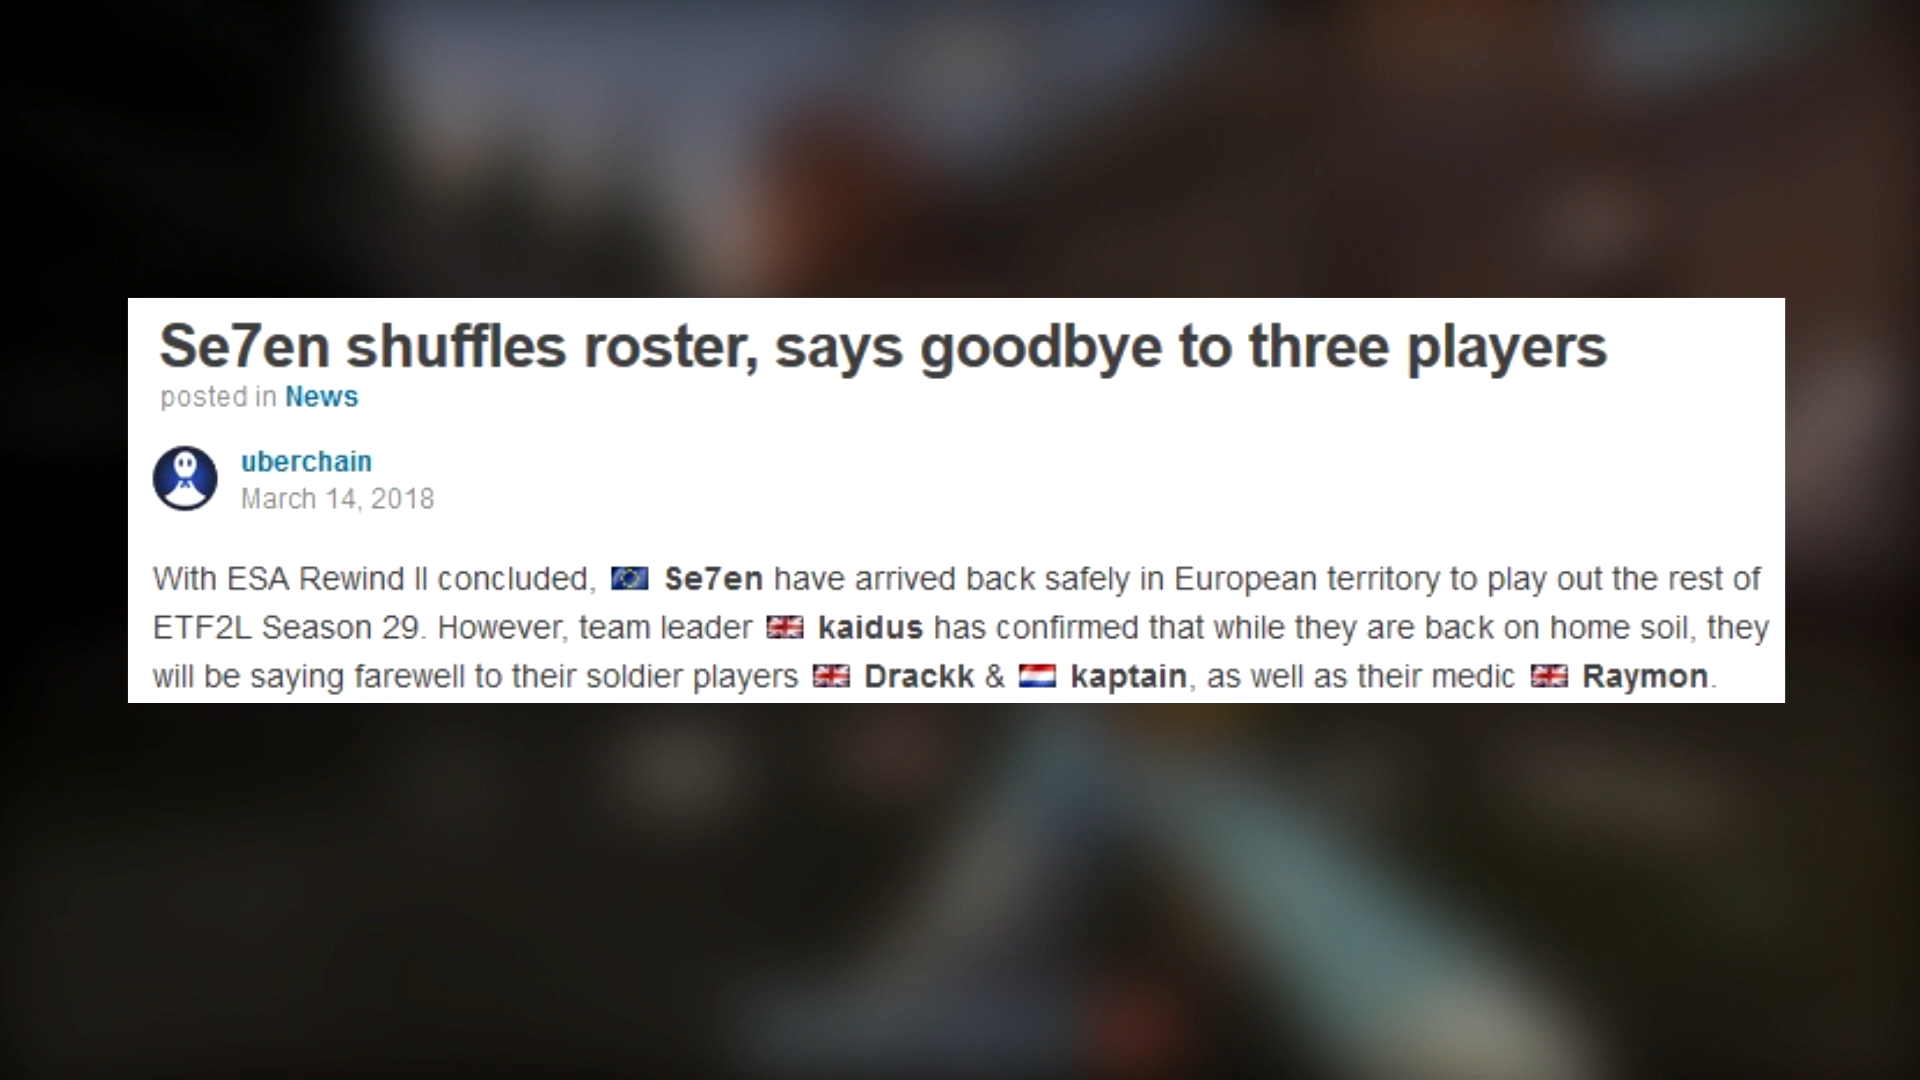 Se7en shuffles roster, says goodbye to three players
posted in News
uberchain
March 14, 2018
With ESA Rewind II concluded, Se7en have arrived back safely in European territory to play out the rest of
ETF2L Season 29. However, team leader kaidus has confirmed that while they are back on home soil, they
will be saying farewell to their soldier players Drackk & kaptain, as well as their medic Raymon.